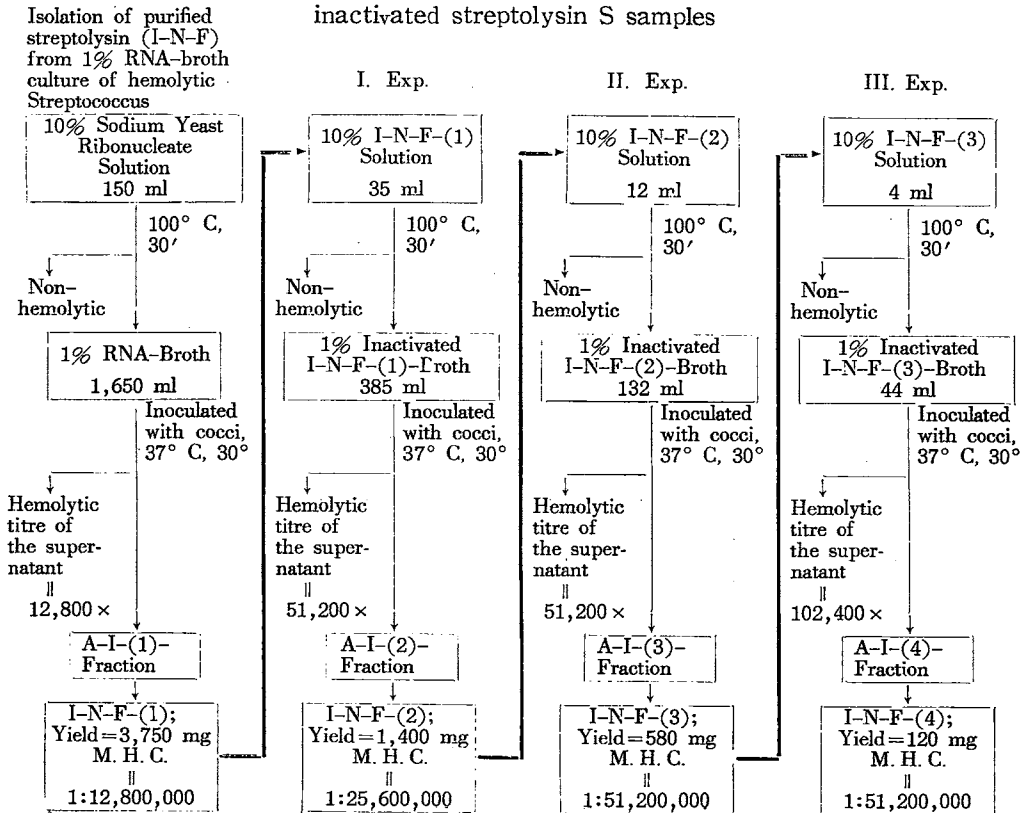 inactivated streptolysin S samples
Isolation of purified
streptolysin (I–N–F)
from 1% RNA–broth
culture of hemolytic
Streptococcus
10% Sodium Yeast
Ribonucleate
Solution
150 ml
100° C,
30′
Non–
hemolytic
1% RNA–Broth
1,650 ml
Inoculated
with cocci,
37° C, 30°
Hemolytic
titre of
the super-
natant
||
12,800 ×
A–I–(1)–
Fraction
I–N–F–(1);
Yield=3,750 mg
M. H. C.
||
1:12,800,000
I. Exp.
10% I–N–F–(1)
Solution
35 ml
100° C,
30′
Non–
hemolytic
1% Inactivated
I–N–F–(1)–Broth
385 ml
Inoculated
with cocci,
37° C, 30°
Hemolytic
titre of
the super-
natant
||
51,200 ×
A–I–(2)–
Fraction
I–N–F–(2);
Yield=1,400 mg
M. H. C.
||
1:25,600,000
II. Exp.
10% I–N–F–(2)
Solution
12 ml
100° C,
30′
Non–
hemolytic
1% Inactivated
I–N–F–(2)–Broth
132 ml
Inoculated
with cocci,
37° C, 30°
Hemolytic
titre of
the super-
natant
||
51,200 ×
A–I–(3)–
Fraction
I–N–F–(3);
Yield=580 mg
M. H. C.
||
1:51,200,000
III. Exp.
10% I–N–F–(3)
Solution
4 ml
100° C,
30′
Non–
hemolytic
1% Inactivated
I–N–F–(3)–Broth
44 ml
Inoculated
with cocci,
37° C, 30°
Hemolytic
titre of
the super-
natant
||
102,400 ×
A–I–(4)–
Fraction
I–N–F–(4);
Yield=120 mg
M. H. C.
||
1:51,200,000